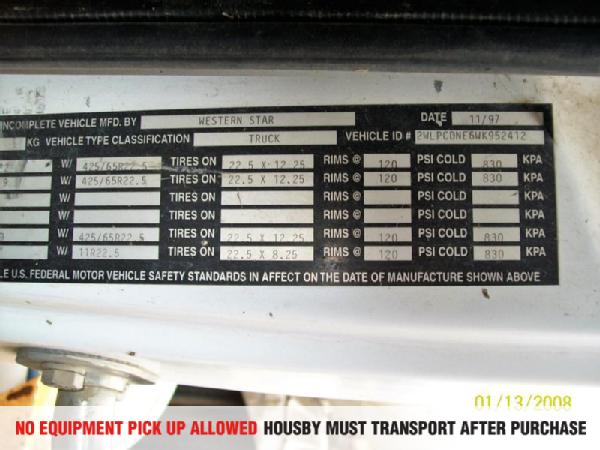 INCOMPLETE VEHICLE MFD. BY WESTERN STAR DATE 11/97
KG VEHICLE TYPE CLASSIFICATION TRUCK VEHICLE ID # 2WLPCDNE6WK952412
W/ 425/65R22.5 TIRES ON 22.5 X 12.25 RIMS @ 120 PSI COLD 830 KPA
W/ 425/65R22.5 TIRES ON 22.5 X 12.25 RIMS @ 120 PSI COLD 830 KPA
W/ TIRES ON RIMS @ PSI COLD KPA
W/ TIRES ON RIMS @ PSI COLD KPA
W/ 425/65R22.5 TIRES ON 22.5 X 12.25 RIMS @ 120 PSI COLD 830 KPA
W/ 11R22.5 TIRES ON 22.5 X 8.25 RIMS @ 120 PSI COLD 830 KPA
LE U.S. FEDERAL MOTOR VEHICLE SAFETY STANDARDS IN AFFECT ON THE DATE OF MANUFACTURE SHOWN ABOVE
01/13/2008
NO EQUIPMENT PICK UP ALLOWED HOUSBY MUST TRANSPORT AFTER PURCHASE